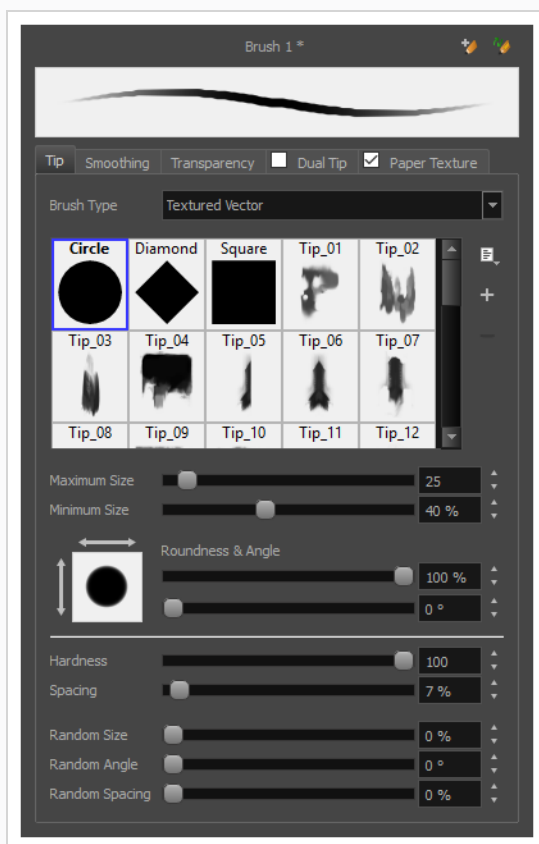 Brush 1 *
Tip Smoothing Transparency Dual Tip Paper Texture
Brush Type Textured Vector
Circle Diamond Square Tip_01 Tip_02
Tip_03 Tip_04 Tip_05 Tip_06 Tip_07
Tip_08 Tip_09 Tip_10 Tip_11 Tip_12
Maximum Size 25
Minimum Size 40 %
Roundness & Angle
100 %
0 °
Hardness 100
Spacing 7 %
Random Size 0 %
Random Angle 0 °
Random Spacing 0 %